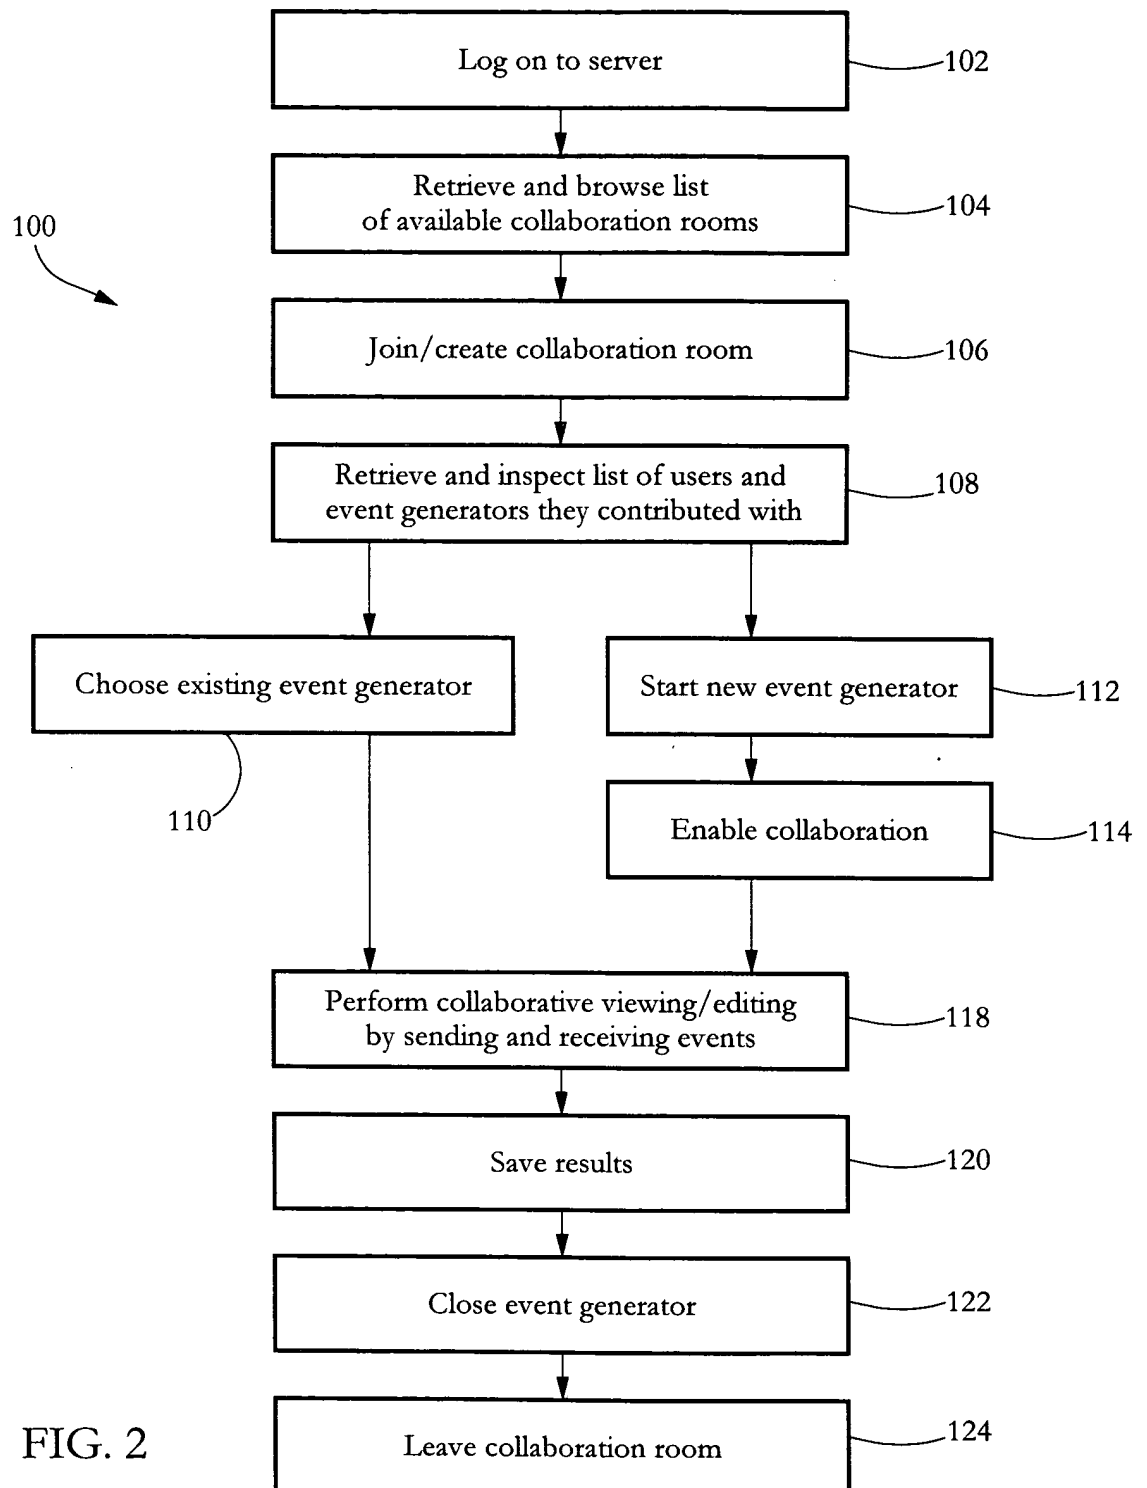 Log on to server
102
Retrieve and browse list
of available collaboration rooms
104
100
Join/create collaboration room
106
Retrieve and inspect list of users and
event generators they contributed with
108
Choose existing event generator
110
Start new event generator
112
Enable collaboration
114
Perform collaborative viewing/editing
by sending and receiving events
118
Save results
120
Close event generator
122
Leave collaboration room
124
FIG. 2